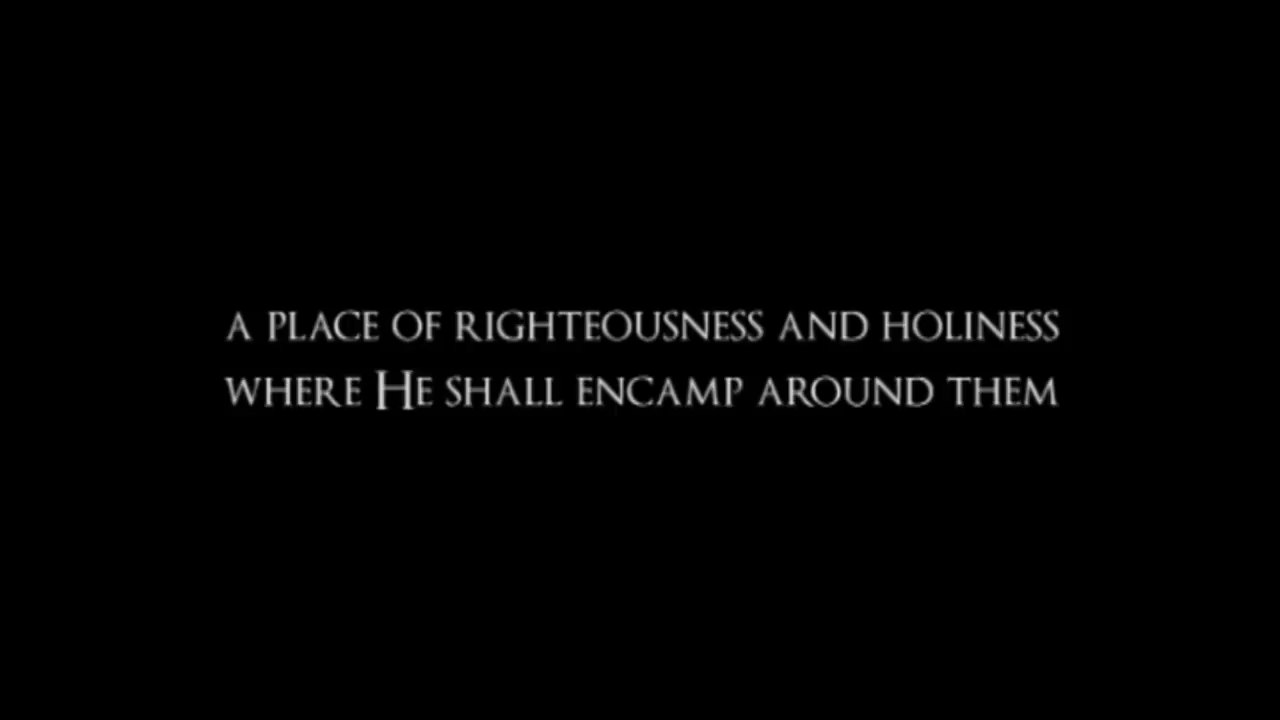 A PLACE OF RIGHTEOUSNESS AND HOLINESS
WHERE HE SHALL ENCAMP AROUND THEM